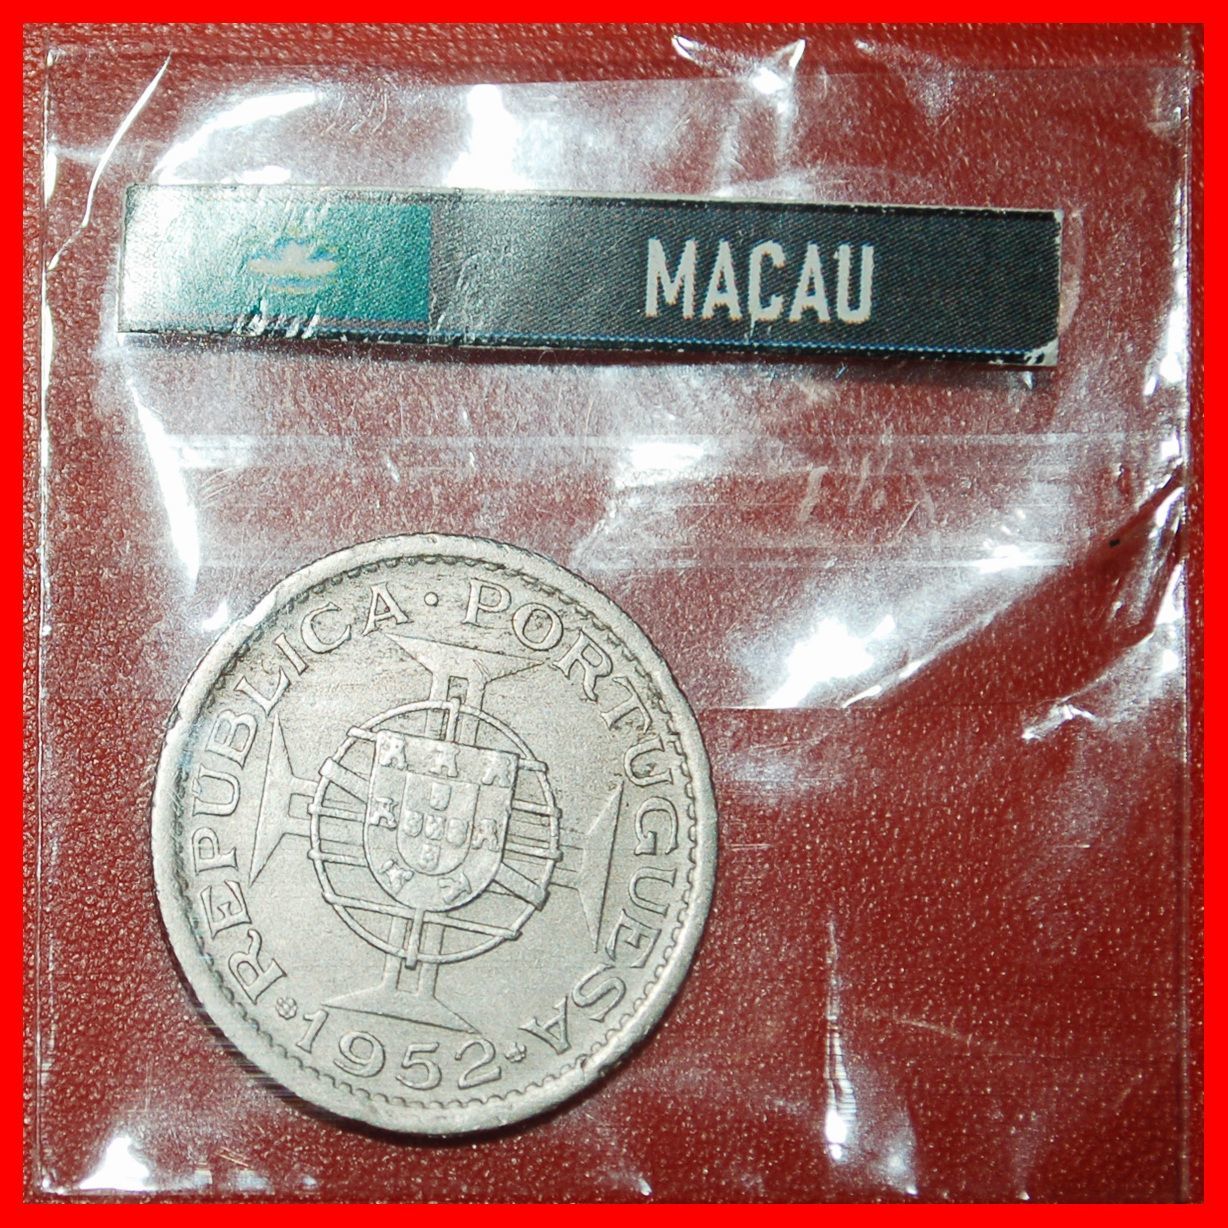 MACAU
REPUBLICA · PORTUGUESA
1952